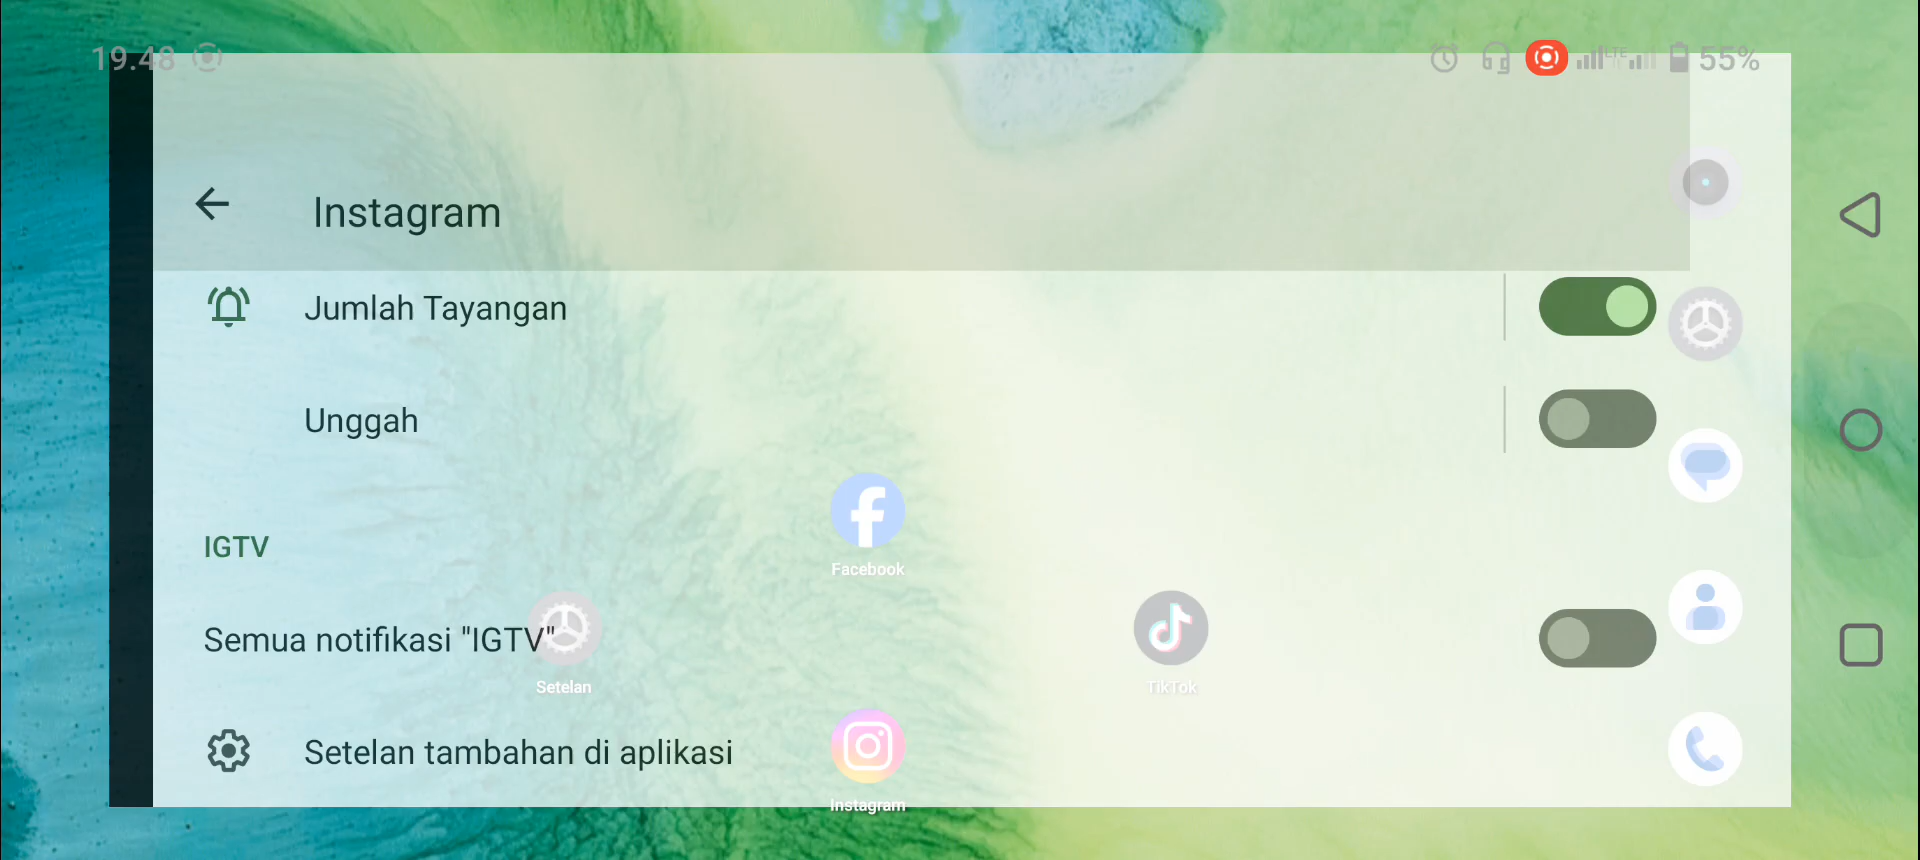 19.48
LTE
55%
Instagram
Jumlah Tayangan
Unggah
Facebook
IGTV
Semua notifikasi "IGTV"
Setelan
TikTok
Setelan tambahan di aplikasi
Instagram